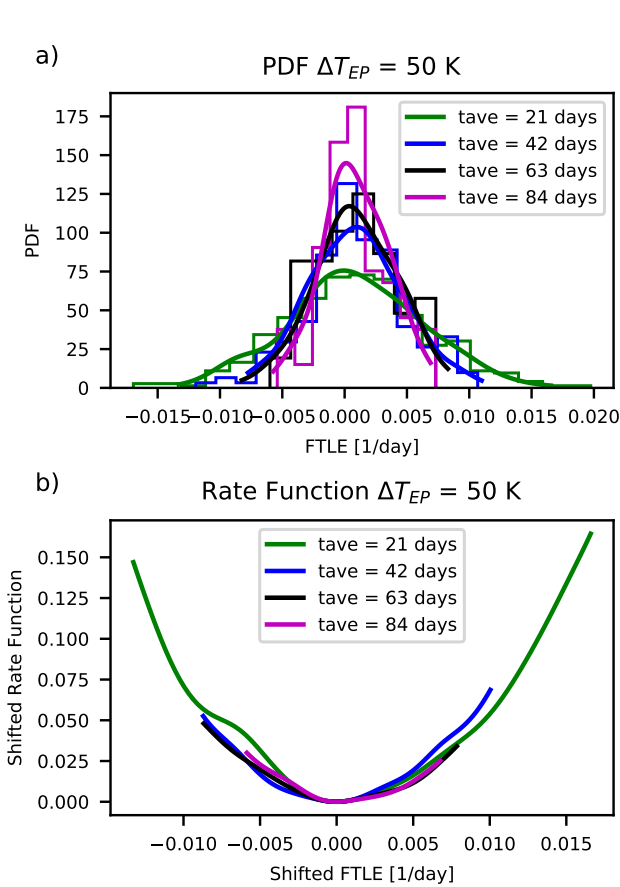 a)
PDF ΔT_EP = 50 K
PDF
175
150
125
100
75
50
25
0
tave = 21 days
tave = 42 days
tave = 63 days
tave = 84 days
−0.015 −0.010 −0.005 0.000 0.005 0.010 0.015 0.020
FTLE [1/day]
b)
Rate Function ΔT_EP = 50 K
Shifted Rate Function
0.150
0.125
0.100
0.075
0.050
0.025
0.000
tave = 21 days
tave = 42 days
tave = 63 days
tave = 84 days
−0.010 −0.005 0.000 0.005 0.010 0.015
Shifted FTLE [1/day]